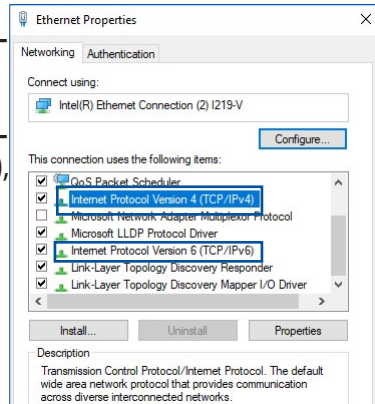 Ethernet Properties
Networking Authentication
Connect using:
Intel(R) Ethernet Connection (2) I219-V
Configure...
This connection uses the following items:
),
QoS Packet Scheduler
Internet Protocol Version 4 (TCP/IPv4)
Microsoft Network Adapter Multiplexor Protocol
Microsoft LLDP Protocol Driver
Internet Protocol Version 6 (TCP/IPv6)
Link-Layer Topology Discovery Responder
Link-Layer Topology Discovery Mapper I/O Driver
Install... Uninstall Properties
Description
Transmission Control Protocol/Internet Protocol. The default
wide area network protocol that provides communication
across diverse interconnected networks.